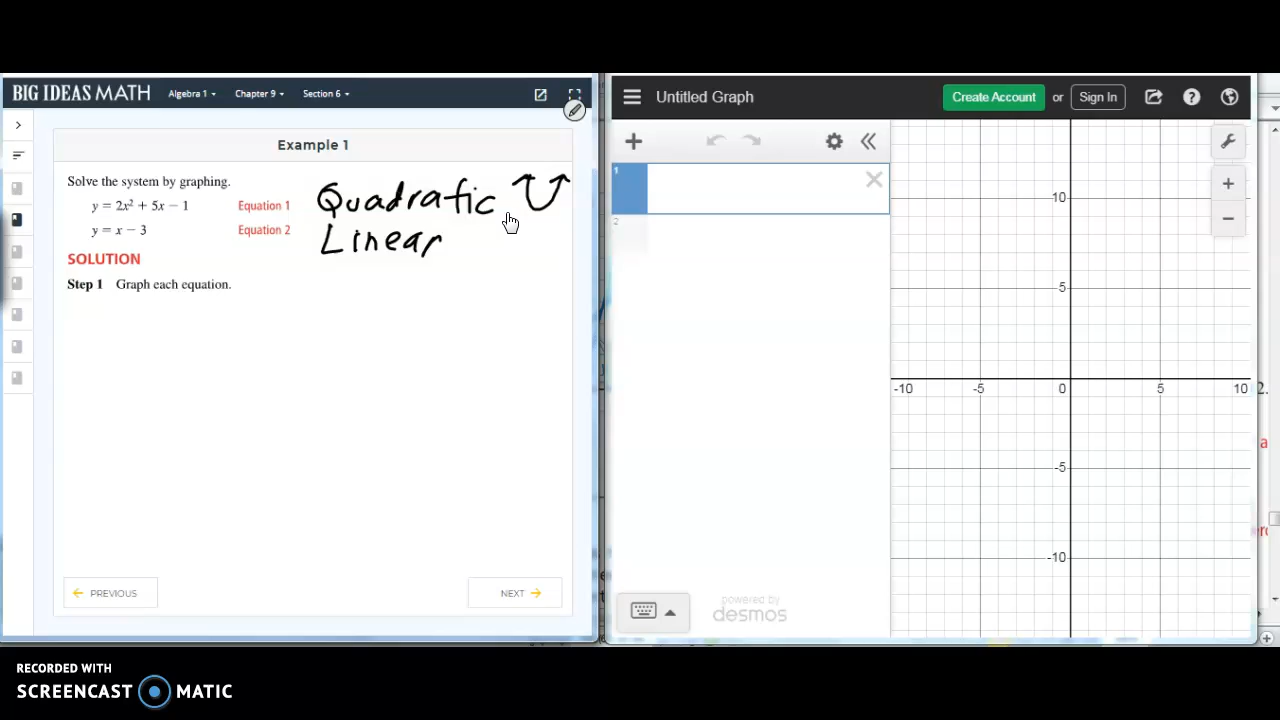 BIG IDEAS MATH Algebra 1 Chapter 9 Section 6
Example 1
Solve the system by graphing.
y = 2x² + 5x − 1 Equation 1
y = x − 3 Equation 2
Quadratic
Linear
SOLUTION
Step 1 Graph each equation.
PREVIOUS
NEXT
Untitled Graph
Create Account or Sign In
1
2
powered by
desmos
10
5
-10 -5 0 5 10
-5
-10
RECORDED WITH
SCREENCAST MATIC